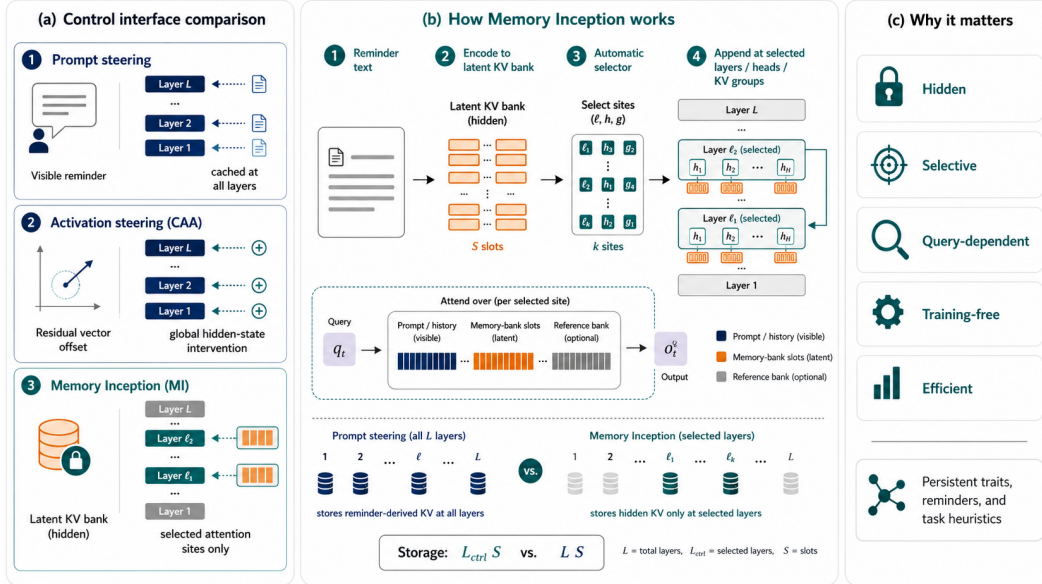 (a) Control interface comparison
1 Prompt steering
Layer L
...
Layer 2
Layer 1
Visible reminder
cached at
all layers
2 Activation steering (CAA)
Layer L
...
Layer 2
Layer 1
Residual vector
offset
global hidden-state
intervention
3 Memory Inception (MI)
Layer L
...
Layer ℓ₂
...
Layer ℓ₁
...
Layer 1
Latent KV bank
(hidden)
selected attention
sites only
(b) How Memory Inception works
1 Reminder
text
2 Encode to
latent KV bank
Latent KV bank
(hidden)
... 
...
...
⋮ ... ⋮
...
...
S slots
3 Automatic
selector
Select sites
(ℓ, h, g)
ℓ₁ h₃ g₂
⋮
ℓ₂ h₁ g₄
⋮
ℓₖ h₂ g₁
k sites
4 Append at selected
layers / heads /
KV groups
Layer L
...
Layer ℓ₂ (selected)
h₁ h₂ ... h_H
...
Layer ℓ₁ (selected)
h₁ h₂ ... h_H
...
Layer 1
Attend over (per selected site)
Query
q_t
Prompt / history
(visible)
...
Memory-bank slots
(latent)
...
Reference bank
(optional)
Output
Prompt / history (visible)
Memory-bank slots (latent)
Reference bank (optional)
Prompt steering (all L layers)
1 2 ... ℓ ... L
stores reminder-derived KV at all layers
vs.
Memory Inception (selected layers)
1 2 ... ℓ₁ ... ℓₖ ... L
stores hidden KV only at selected layers
Storage: L_ctrl S vs. L S
L = total layers, L_ctrl = selected layers, S = slots
(c) Why it matters
Hidden
Selective
Query-dependent
Training-free
Efficient
Persistent traits,
reminders, and
task heuristics